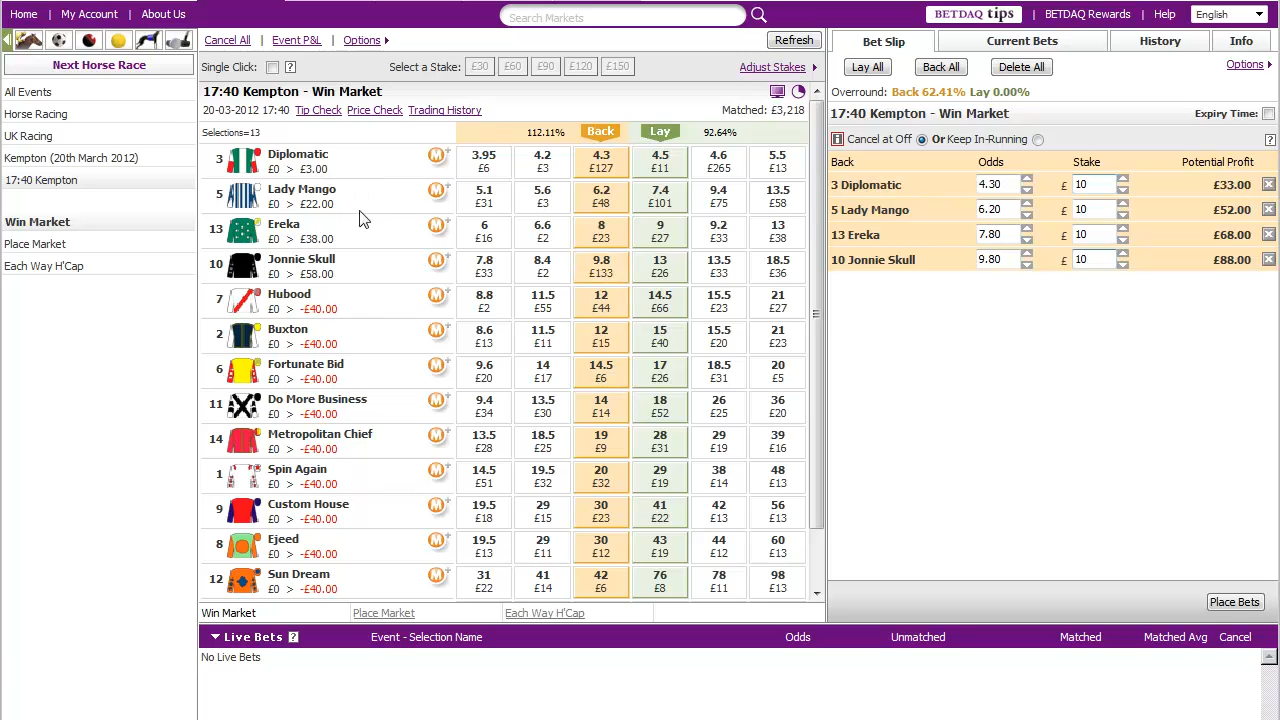 Home | My Account | About Us
Search Markets
BETDAQ tips | BETDAQ Rewards | Help English
Next Horse Race
All Events
Horse Racing
UK Racing
Kempton (20th March 2012)
17:40 Kempton
Win Market
Place Market
Each Way H'Cap
Cancel All | Event P&L | Options
Refresh
Single Click: ? Select a Stake: £30 £60 £90 £120 £150 Adjust Stakes
17:40 Kempton - Win Market
20-03-2012 17:40 Tip Check | Price Check | Trading History Matched: £3,218
Selections=13 112.11% Back Lay 92.64%
3 Diplomatic M+ 3.95 4.2 4.3 4.5 4.6 5.5
£0 > £3.00 £6 £3 £127 £11 £265 £13
5 Lady Mango M+ 5.1 5.6 6.2 7.4 9.4 13.5
£0 > £22.00 £31 £3 £48 £101 £75 £58
13 Ereka M+ 6 6.6 8 9 9.2 13
£0 > £38.00 £16 £2 £23 £27 £33 £38
10 Jonnie Skull M+ 7.8 8.4 9.8 13 13.5 18.5
£0 > £58.00 £33 £2 £133 £26 £33 £36
7 Hubood M+ 8.8 11.5 12 14.5 15.5 21
£0 > -£40.00 £2 £55 £44 £66 £23 £27
2 Buxton M+ 8.6 11.5 12 15 15.5 21
£0 > -£40.00 £13 £11 £15 £40 £20 £23
6 Fortunate Bid M+ 9.6 14 14.5 17 18.5 20
£0 > -£40.00 £20 £17 £6 £26 £31 £5
11 Do More Business M+ 9.4 13.5 14 18 26 36
£0 > -£40.00 £34 £30 £14 £52 £25 £20
14 Metropolitan Chief M+ 13.5 18.5 19 28 29 39
£0 > -£40.00 £28 £25 £9 £31 £19 £16
1 Spin Again M+ 14.5 19.5 20 29 38 48
£0 > -£40.00 £51 £32 £32 £19 £14 £13
9 Custom House M+ 19.5 29 30 41 42 56
£0 > -£40.00 £18 £15 £23 £22 £13 £13
8 Ejeed M+ 19.5 29 30 43 44 60
£0 > -£40.00 £13 £11 £12 £19 £12 £13
12 Sun Dream M+ 31 41 42 76 78 98
£0 > -£40.00 £22 £14 £6 £8 £11 £13
Win Market Place Market Each Way H'Cap
Bet Slip Current Bets History Info
Lay All Back All Delete All Options
Overround: Back 62.41% Lay 0.00%
17:40 Kempton - Win Market Expiry Time:
Cancel at Off Or Keep In-Running ?
Back Odds Stake Potential Profit
3 Diplomatic 4.30 £ 10 £33.00
5 Lady Mango 6.20 £ 10 £52.00
13 Ereka 7.80 £ 10 £68.00
10 Jonnie Skull 9.80 £ 10 £88.00
Place Bets
Live Bets ? Event - Selection Name Odds Unmatched Matched Matched Avg Cancel
No Live Bets